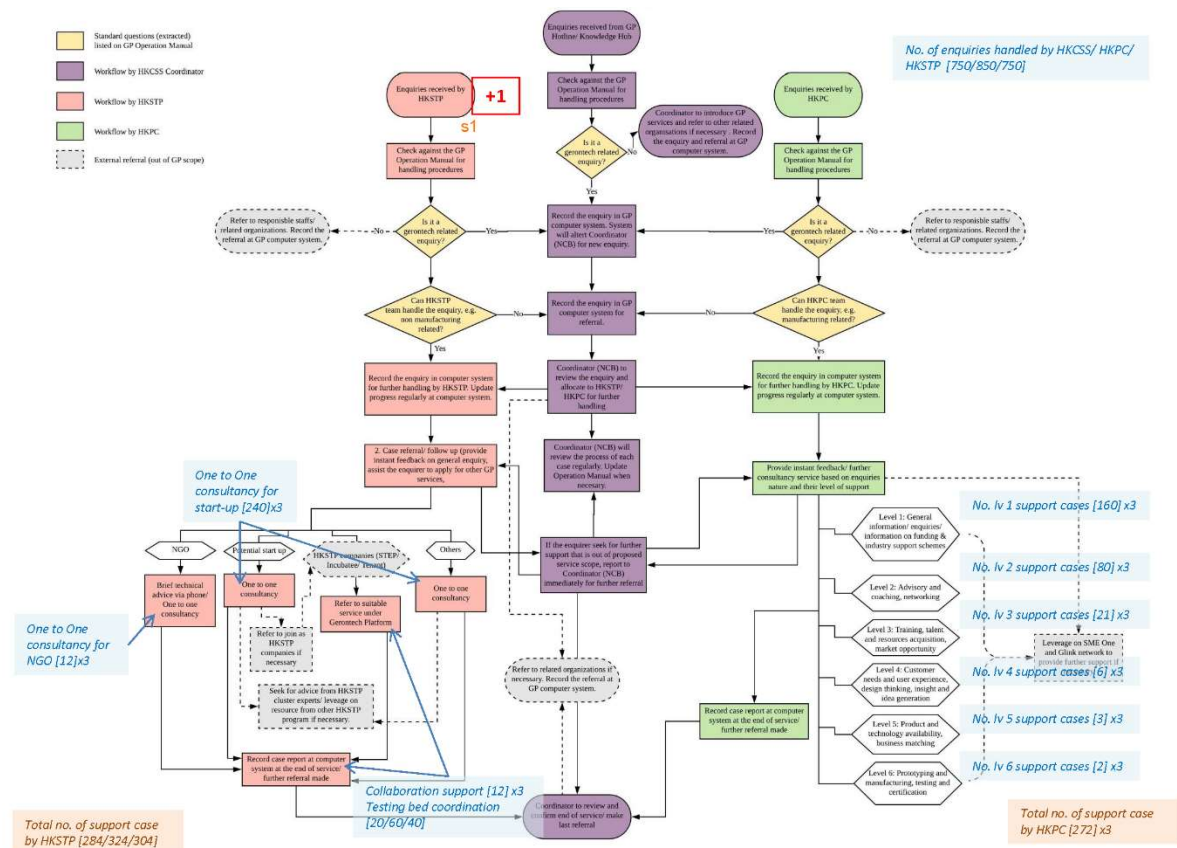 Standard questions (extracted)
listed on GP Operation Manual
Workflow by HKCSS Coordinator
Workflow by HKSTP
Workflow by HKPC
External referral (out of GP scope)
Enquiries received from GP
Hotline/ Knowledge Hub
No. of enquiries handled by HKCSS/ HKPC/
HKSTP [750/850/750]
Enquiries received by
HKSTP
+1
s1
Check against the GP
Operation Manual for
handling procedures
Enquiries received by
HKPC
Coordinator to introduce GP
services and refer to other related
organisations if necessary . Record
the enquiry and referral at GP
computer system.
Check against the GP
Operation Manual for
handling procedures
Is it a
gerontech related
enquiry?
No
Yes
Check against the GP
Operation Manual for
handling procedures
Refer to responisble staffs/
related organizations. Record the
referral at GP computer system.
No
Is it a
gerontech related
enquiry?
Yes
Record the enquiry in GP
computer system. System
will altert Coordinator
(NCB) for new enquiry.
Yes
Is it a
gerontech related
enquiry?
No
Refer to responisble staffs/
related organizations. Record the
referral at GP computer system.
Can HKSTP
team handle the enquiry, e.g.
non manufacturing
related?
No
Yes
Record the enquiry in GP
computer system for
referral.
No
Can HKPC team
handle the enquiry, e.g.
manufacturing related?
Yes
Record the enquiry in computer system
for further handling by HKSTP. Update
progress regularly at computer system.
Coordinator (NCB) to
review the enquiry and
allocate to HKSTP/
HKPC for further
handling
Record the enquiry in computer system
for further handling by HKPC. Update
progress regularly at computer system.
2. Case referral/ follow up (provide
instant feedback on general enquiry,
assist the enquirer to apply for other GP
services,
Coordinator (NCB) will
review the process of each
case regularly. Update
Operation Manual when
necesary.
Provide instant feedback/ further
consultancy service based on enquiries
nature and their level of support
One to One
consultancy for
start-up [240]x3
NGO
Potential start up
HKSTP companies (STEP/
Incubatee/ Tenant)
Others
Brief technical
advice via phone/
One to one
consultancy
One to one
consultancy
Refer to suitable
service under
Gerontech Platform
One to one
consultancy
If the enquirer seek for further
support that is out of proposed
service scope, report to
Coordinator (NCB)
immediately for further referral
One to One
consultancy for
NGO [12]x3
Refer to join as
HKSTP
companies if
necessary
Seek for advice from HKSTP
cluster experts/ leverage on
resource from other HKSTP
program if necessary.
Refer to related organizations if
necessary. Record the referral at
GP computer system.
Level 1: General
information/ enquiries/
information on funding &
industry support schemes
Level 2: Advisory and
coaching, networking
Level 3: Training, talent
and resources acquisition,
market opportunity
Level 4: Customer
needs and user experience,
design thinking, insight and
idea generation
Level 5: Product and
technology availability,
business matching
Level 6: Prototyping and
manufacturing, testing and
certification
No. lv 1 support cases [160] x3
No. lv 2 support cases [80] x3
No. lv 3 support cases [21] x3
Leverage on SME One
and Glink network to
provide further support if
No. lv 4 support cases [6] x3
No. lv 5 support cases [3] x3
No. lv 6 support cases [2] x3
Record case report at computer
system at the end of service/
further referral made
Record case report at computer
system at the end of service/
further referral made
Collaboration support [12] x3
Testing bed coordination
[20/60/40]
Coordinator to review and
confirm end of service/ make
last referral
Total no. of support case
by HKSTP [284/324/304]
Total no. of support case
by HKPC [272] x3